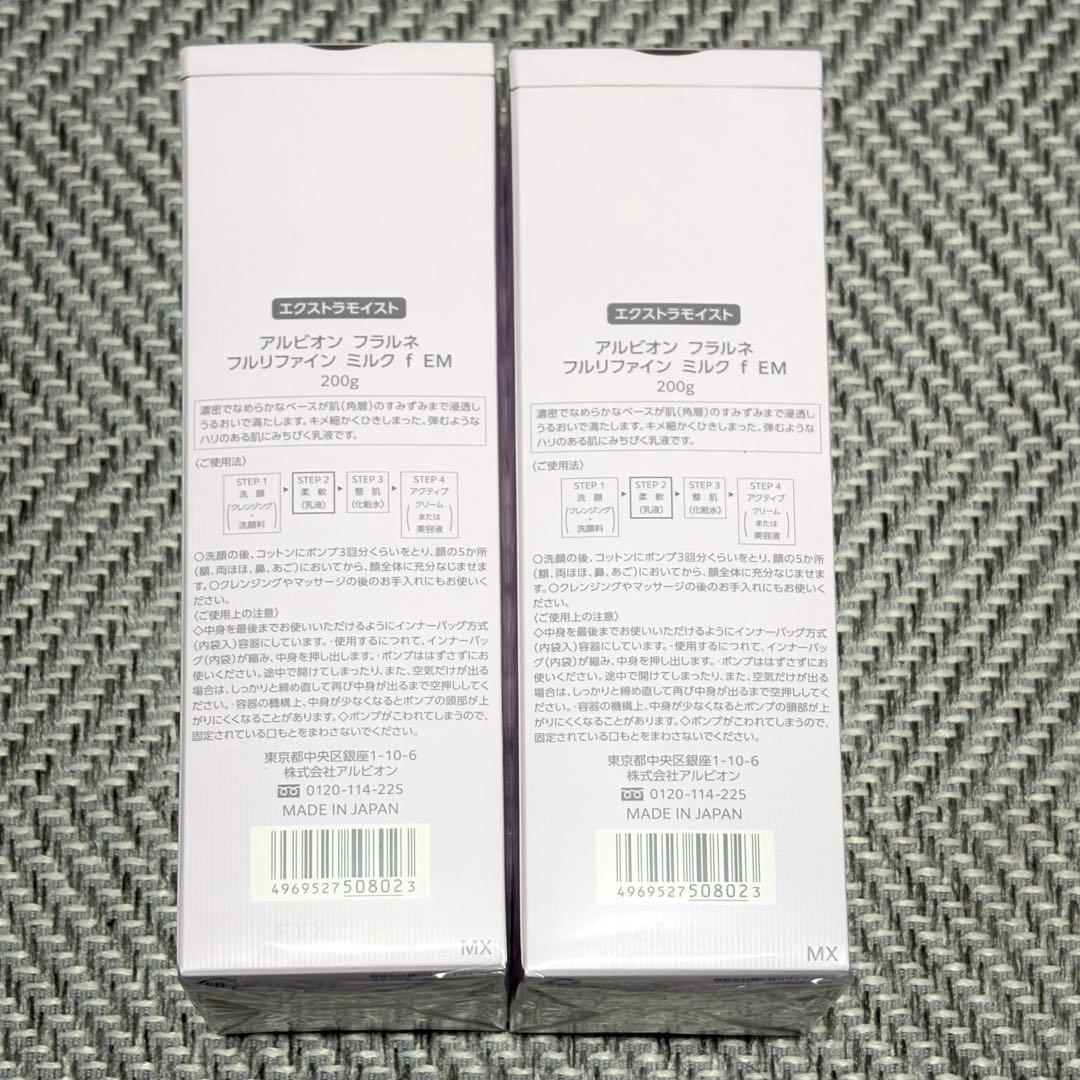 エクストラモイスト
アルビオン フラルネ
フルリファイン ミルク f EM
200g
濃密でなめらかなベースが肌(角層)のすみずみまで浸透し
うるおいで満たします。キメ細かくひきしまった、弾むような
ハリのある肌にみちびく乳液です。
〈ご使用法〉
STEP 1
洗 顔
(クレンジング・
洗顔料)
STEP 2
柔 軟
(乳液)
STEP 3
整 肌
(化粧水)
STEP 4
アクティブ
(クリーム
または
美容液)
○洗顔の後、コットンにポンプ3回分くらいをとり、顔の5か所
(額、両ほほ、鼻、あご)においてから、顔全体に充分なじませま
す。○クレンジングやマッサージの後のお手入れにもお使いく
ださい。
〈ご使用上の注意〉
◇中身を最後までお使いいただけるようにインナーバッグ方式
(内袋入)容器にしています。・使用するにつれて、インナーバッ
グ(内袋)が縮み、中身を押し出します。・ポンプははずさずにお
使いください。途中で開けてしまったり、また、空気だけが出る
場合は、しっかりと締め直して再び中身が出るまで空押ししてく
ださい。・容器の機構上、中身が少なくなるとポンプの頭部が上
がりにくくなることがあります。◇ポンプがこわれてしまうので、
固定されている口もとをまわさないでください。
東京都中央区銀座1-10-6
株式会社アルビオン
0120-114-225
MADE IN JAPAN
4969527508023
MX
エクストラモイスト
アルビオン フラルネ
フルリファイン ミルク f EM
200g
濃密でなめらかなベースが肌(角層)のすみずみまで浸透し
うるおいで満たします。キメ細かくひきしまった、弾むような
ハリのある肌にみちびく乳液です。
〈ご使用法〉
STEP 1
洗 顔
(クレンジング・
洗顔料)
STEP 2
柔 軟
(乳液)
STEP 3
整 肌
(化粧水)
STEP 4
アクティブ
(クリーム
または
美容液)
○洗顔の後、コットンにポンプ3回分くらいをとり、顔の5か所
(額、両ほほ、鼻、あご)においてから、顔全体に充分なじませま
す。○クレンジングやマッサージの後のお手入れにもお使いく
ださい。
〈ご使用上の注意〉
◇中身を最後までお使いいただけるようにインナーバッグ方式
(内袋入)容器にしています。・使用するにつれて、インナーバッ
グ(内袋)が縮み、中身を押し出します。・ポンプははずさずにお
使いください。途中で開けてしまったり、また、空気だけが出る
場合は、しっかりと締め直して再び中身が出るまで空押ししてく
ださい。・容器の機構上、中身が少なくなるとポンプの頭部が上
がりにくくなることがあります。◇ポンプがこわれてしまうので、
固定されている口もとをまわさないでください。
東京都中央区銀座1-10-6
株式会社アルビオン
0120-114-225
MADE IN JAPAN
4969527508023
MX